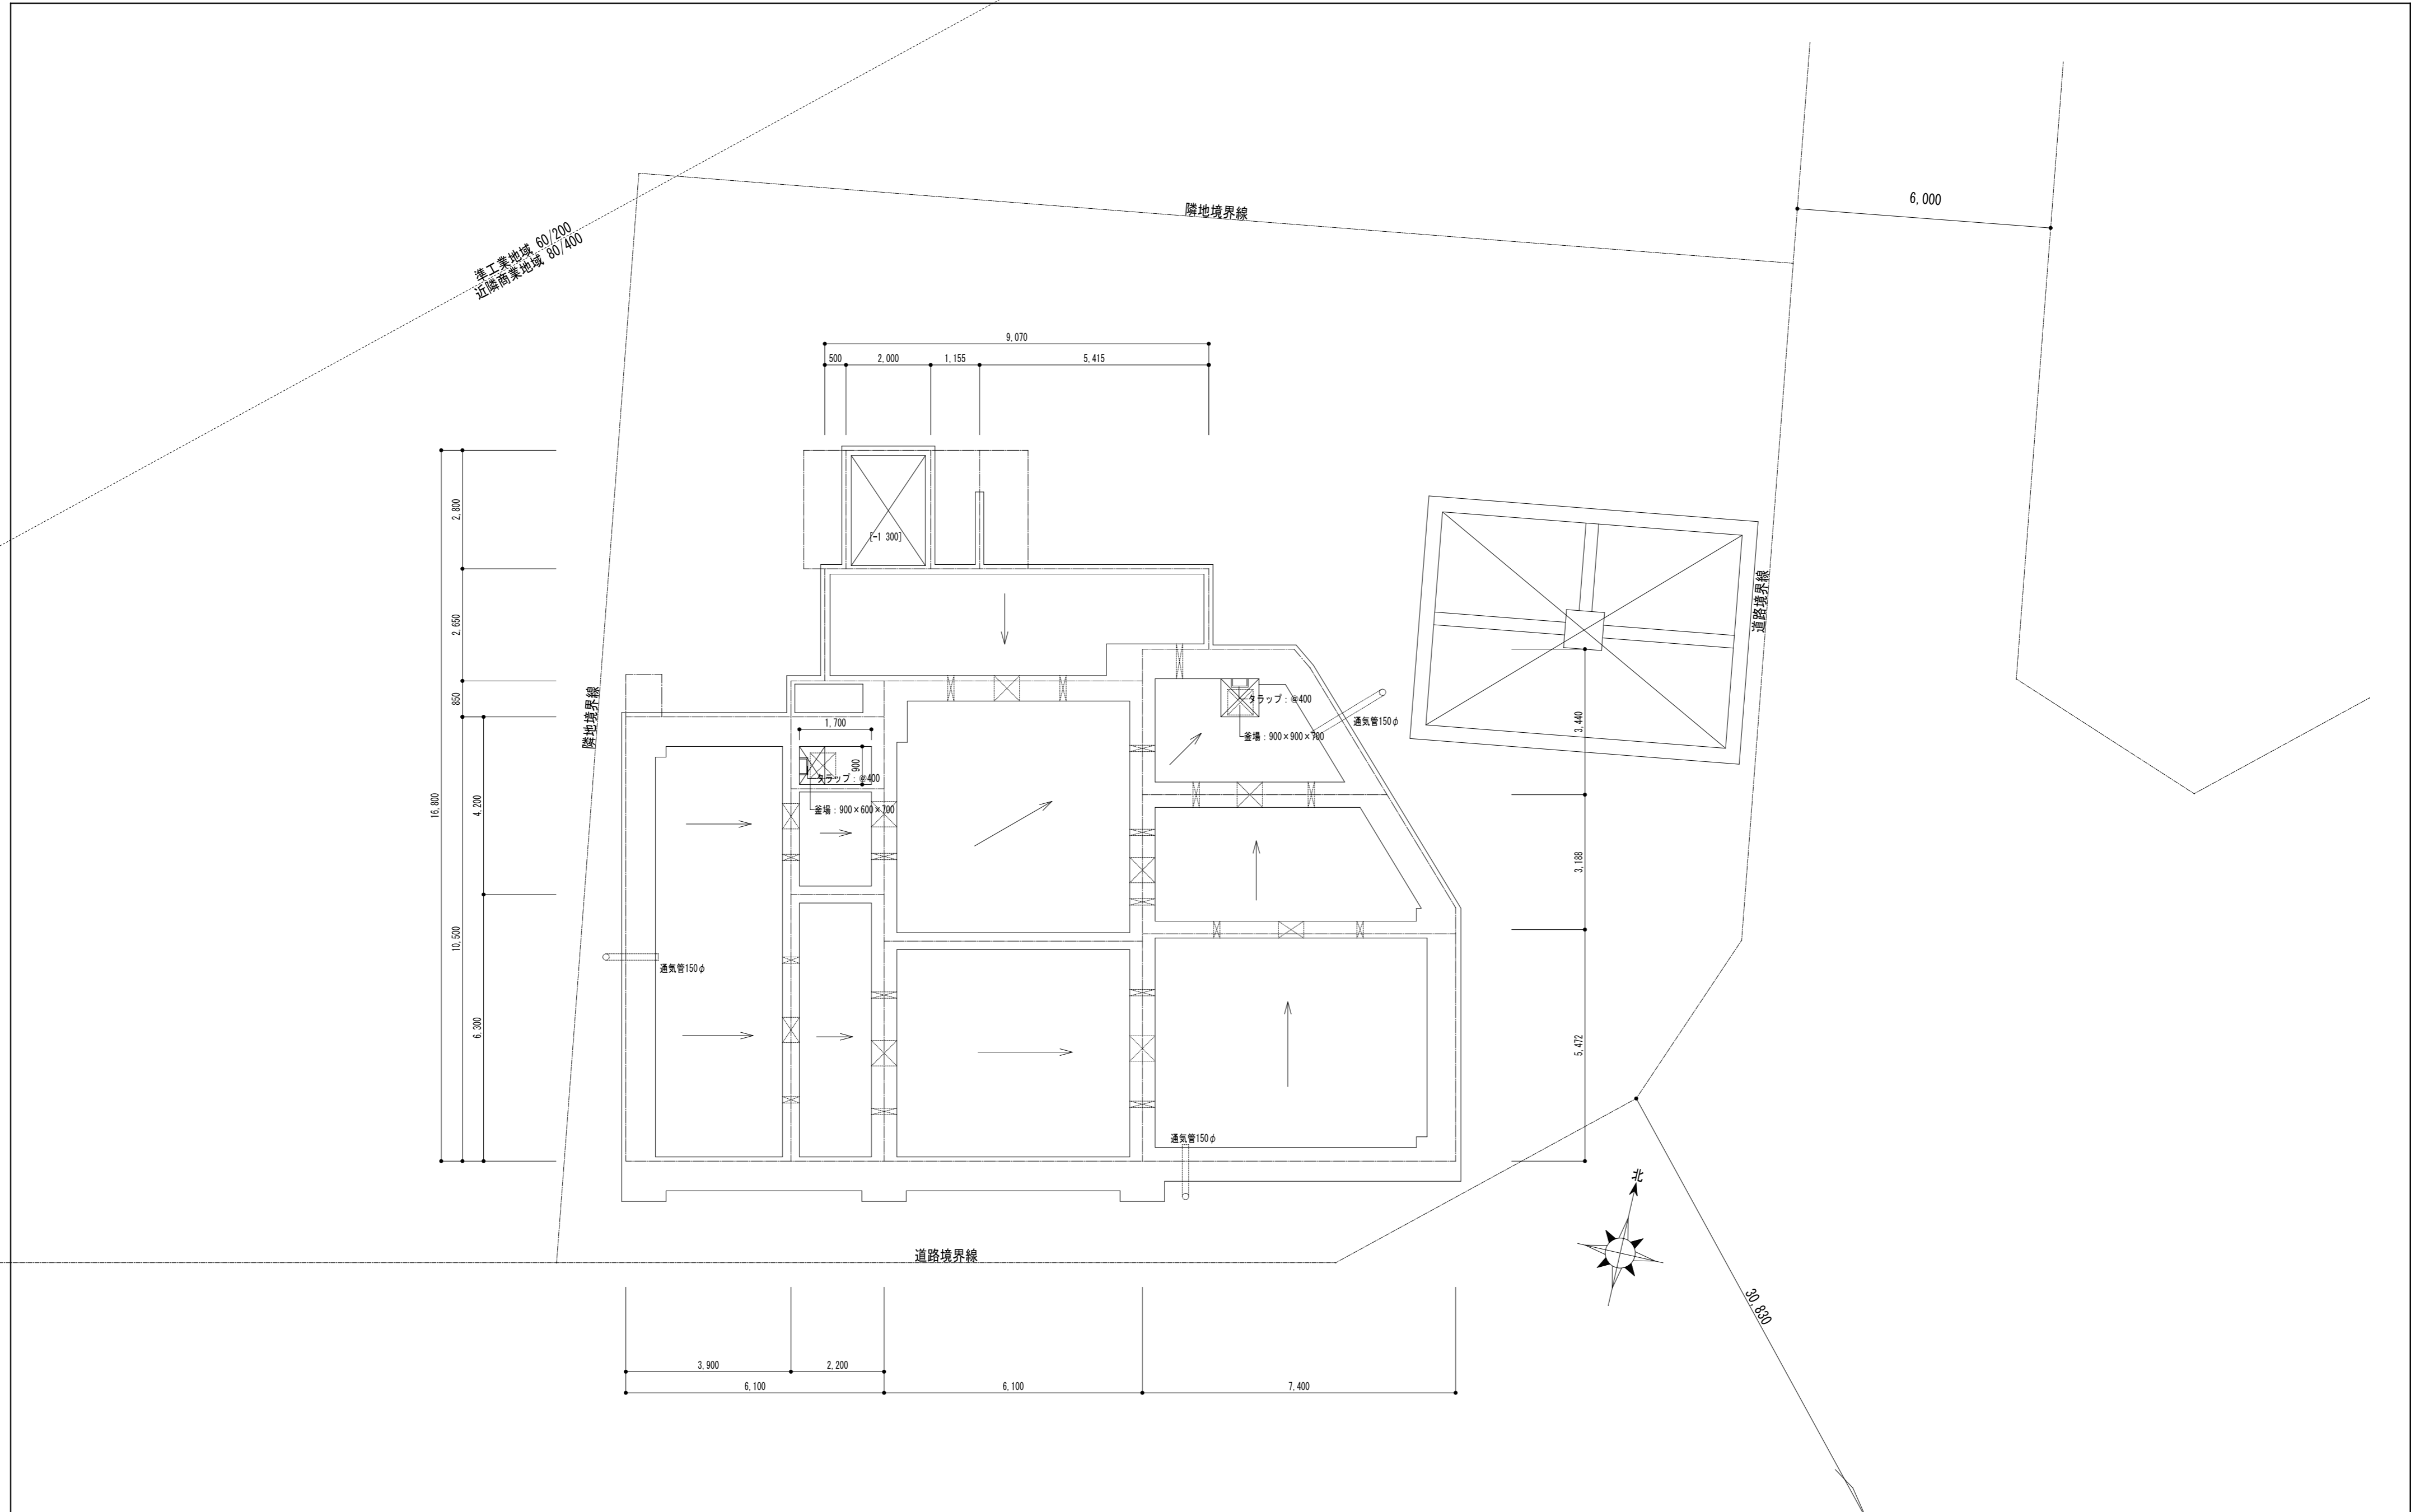 隣地境界線
6,000
準工業地域 60/200
近隣商業地域 80/400
9,070
500
2,000
1,155
5,415
2,800
[-1 300]
2,650
道路境界線
850
隣地境界線
タラップ：@400
通気管150φ
釜場：900×900×700
3,440
1,700
900
タラップ：@400
釜場：900×600×700
16,800
4,200
3,188
10,500
通気管150φ
6,300
5,472
通気管150φ
北
道路境界線
30,830
3,900
2,200
6,100
6,100
7,400